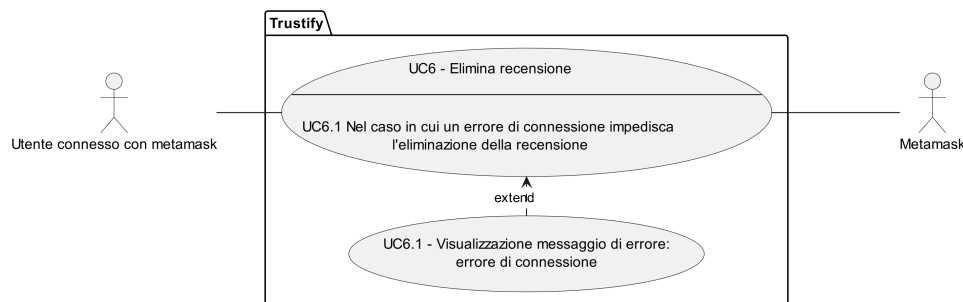 Trustify
UC6 - Elimina recensione
UC6.1 Nel caso in cui un errore di connessione impedisca
l'eliminazione della recensione
Utente connesso con metamask
Metamask
extend
UC6.1 - Visualizzazione messaggio di errore:
errore di connessione